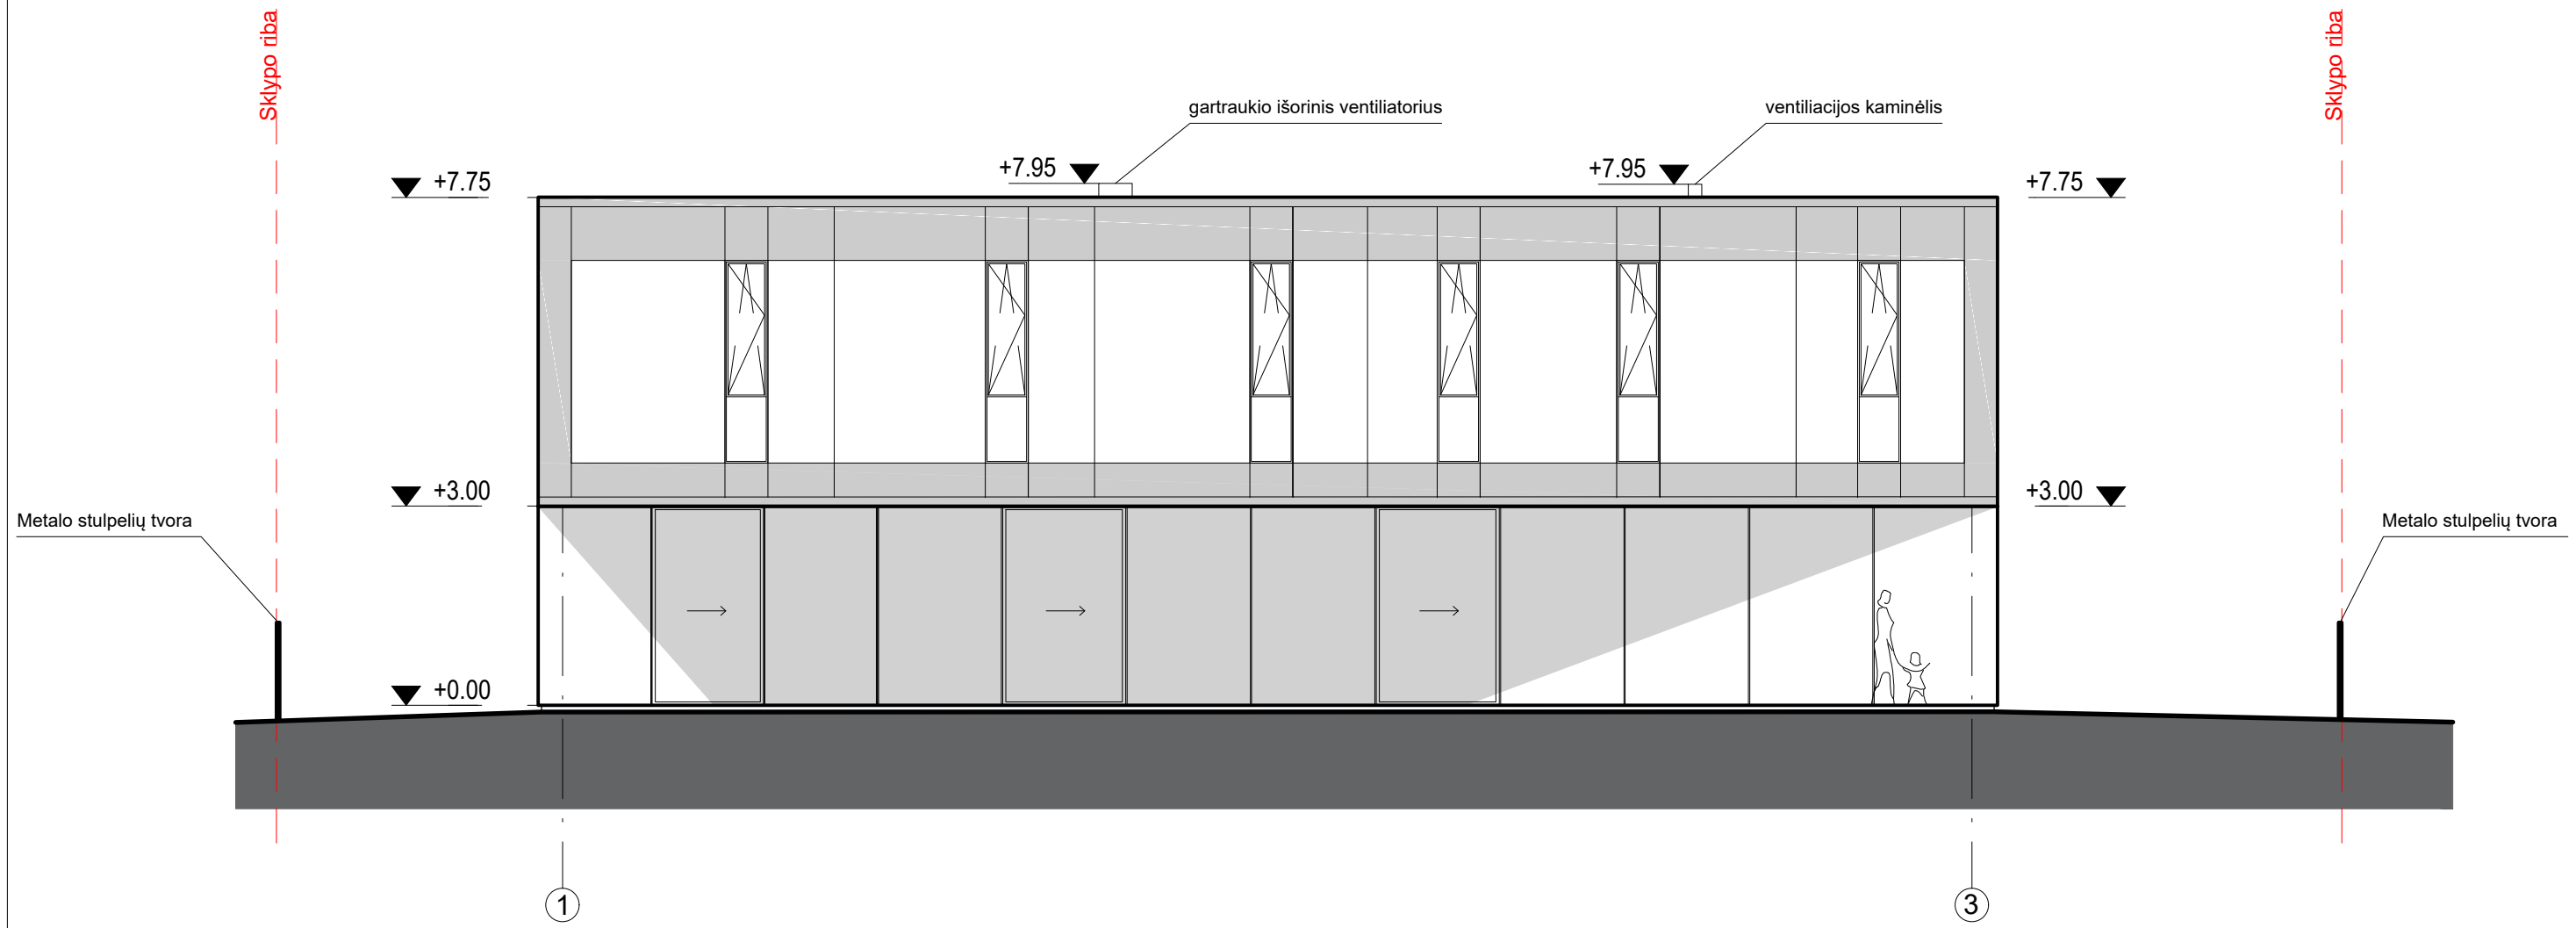 Sklypo riba
Sklypo riba
gartraukio išorinis ventiliatorius
ventiliacijos kaminėlis
+7.95
+7.95
+7.75
+7.75
+3.00
+3.00
Metalo stulpelių tvora
Metalo stulpelių tvora
+0.00
1
3